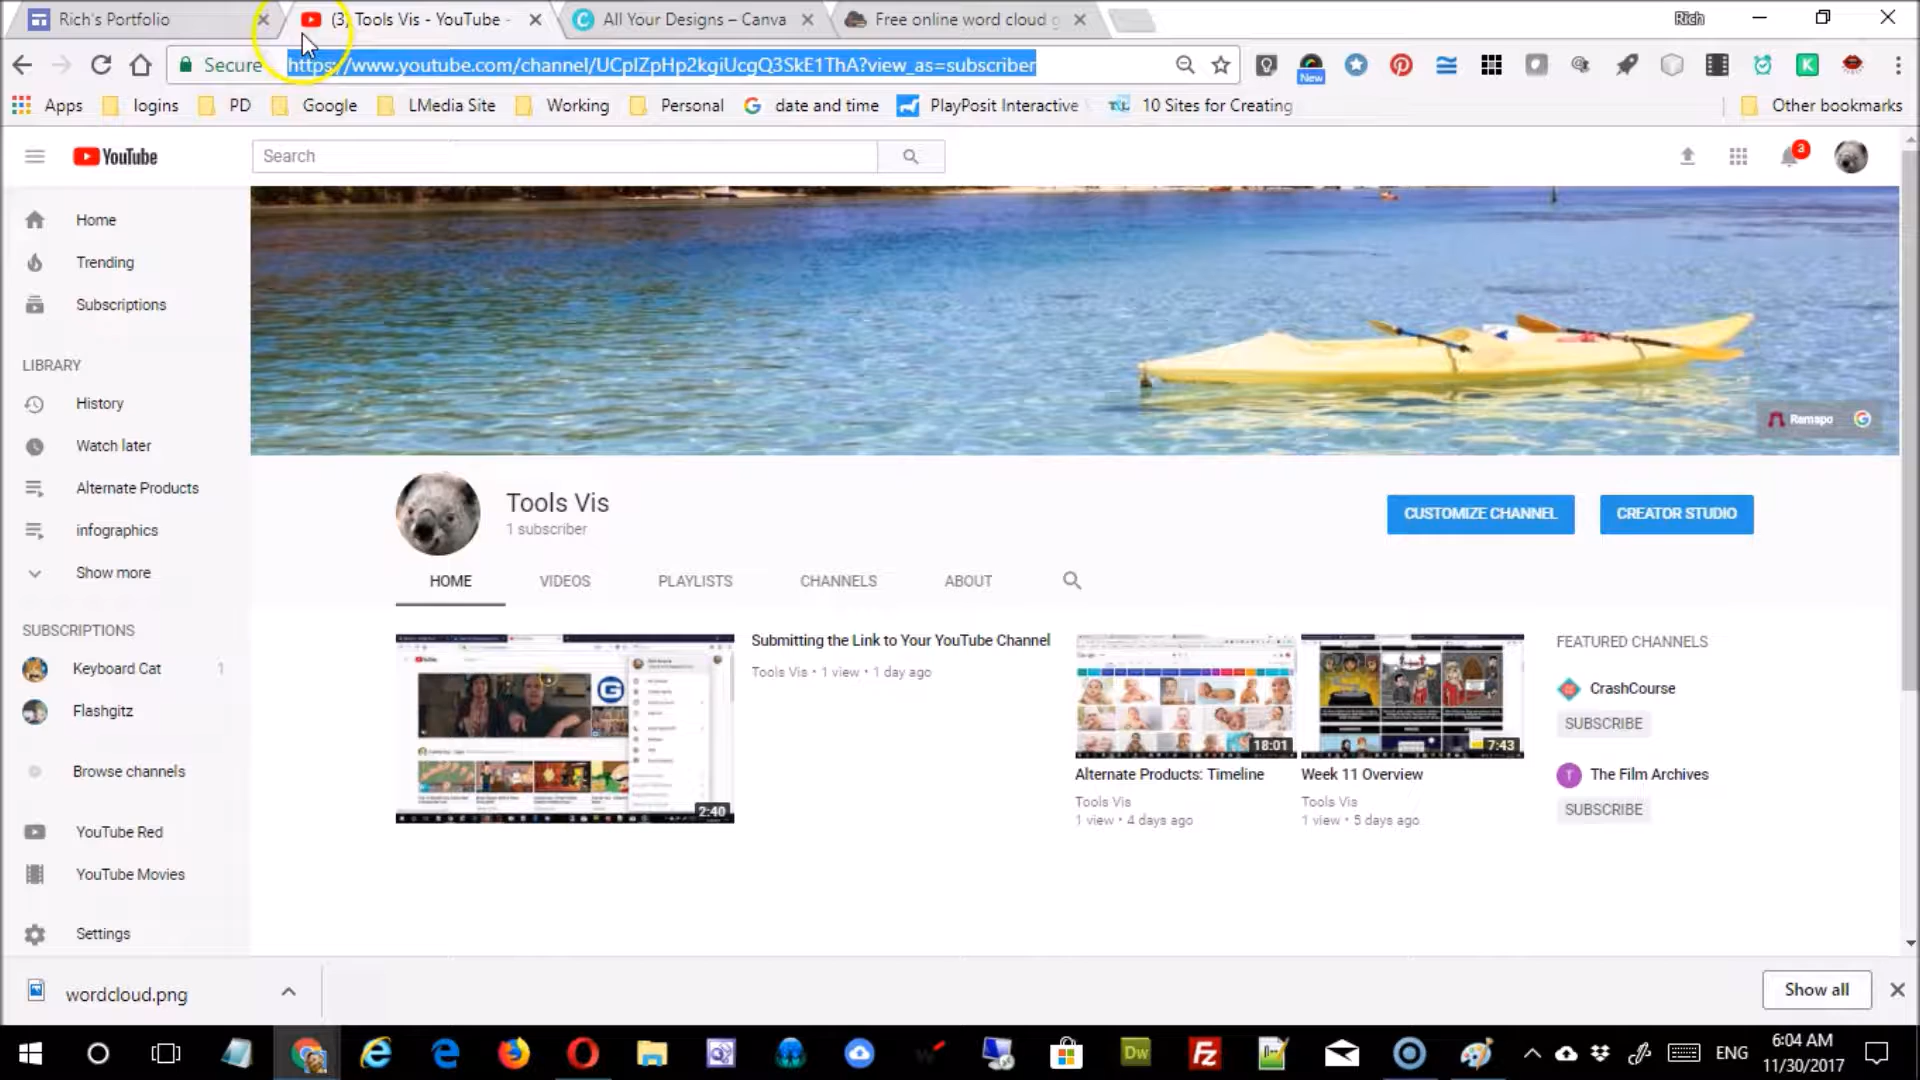 Rich's Portfolio
(3) Tools Vis - YouTube -
All Your Designs – Canva
Free online word cloud g
Rich
Secure
https://www.youtube.com/channel/UCpIZpHp2kgiUcgQ3SkE1ThA?view_as=subscriber
New
Apps
logins
PD
Google
LMedia Site
Working
Personal
date and time
PlayPosit Interactive
10 Sites for Creating
Other bookmarks
YouTube
Search
3
Home
Trending
Subscriptions
LIBRARY
History
Watch later
Alternate Products
infographics
Show more
SUBSCRIPTIONS
Keyboard Cat 1
Flashgitz
Browse channels
YouTube Red
YouTube Movies
Settings
Ramapo
Tools Vis
1 subscriber
CUSTOMIZE CHANNEL
CREATOR STUDIO
HOME
VIDEOS
PLAYLISTS
CHANNELS
ABOUT
2:40
Submitting the Link to Your YouTube Channel
Tools Vis • 1 view • 1 day ago
18:01
Alternate Products: Timeline
Tools Vis
1 view • 4 days ago
7:43
Week 11 Overview
Tools Vis
1 view • 5 days ago
FEATURED CHANNELS
CrashCourse
SUBSCRIBE
T
The Film Archives
SUBSCRIBE
wordcloud.png
Show all
Dw
Fz
ENG
6:04 AM
11/30/2017